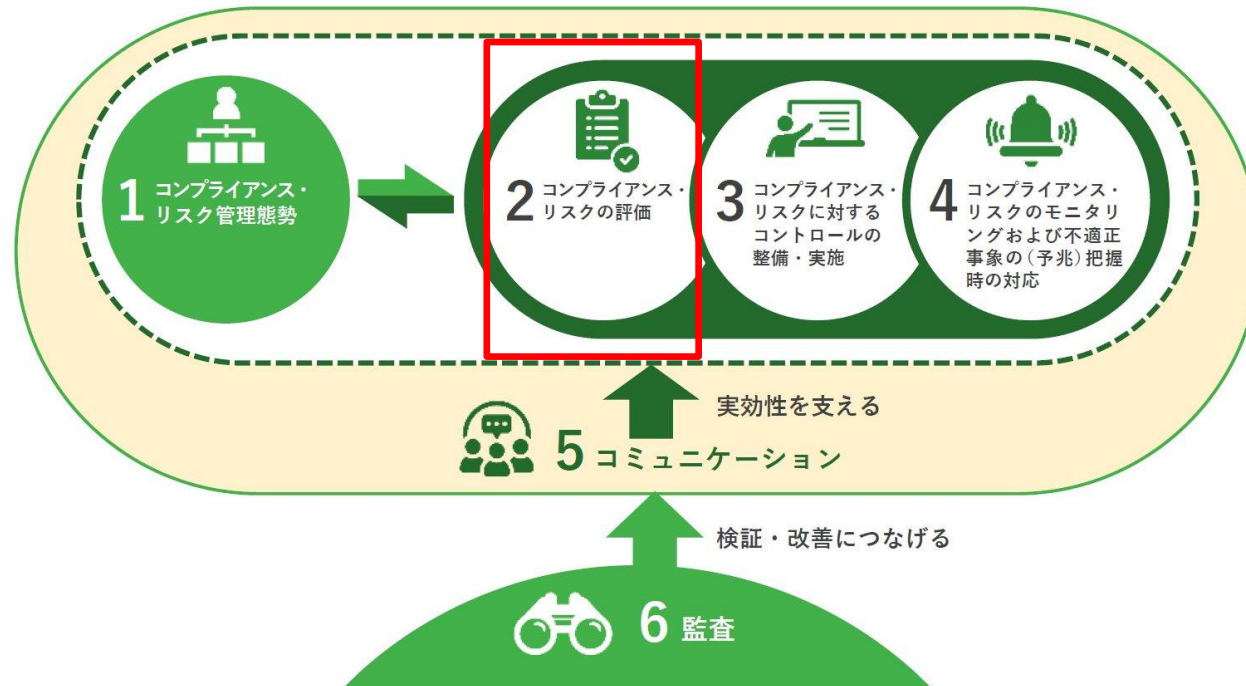 1
コンプライアンス・
リスク管理態勢
2
コンプライアンス・
リスクの評価
3
コンプライアンス・
リスクに対する
コントロールの
整備・実施
4
コンプライアンス・
リスクのモニタリ
ングおよび不適正
事象の(予兆)把握
時の対応
実効性を支える
5 コミュニケーション
検証・改善につなげる
6 監査